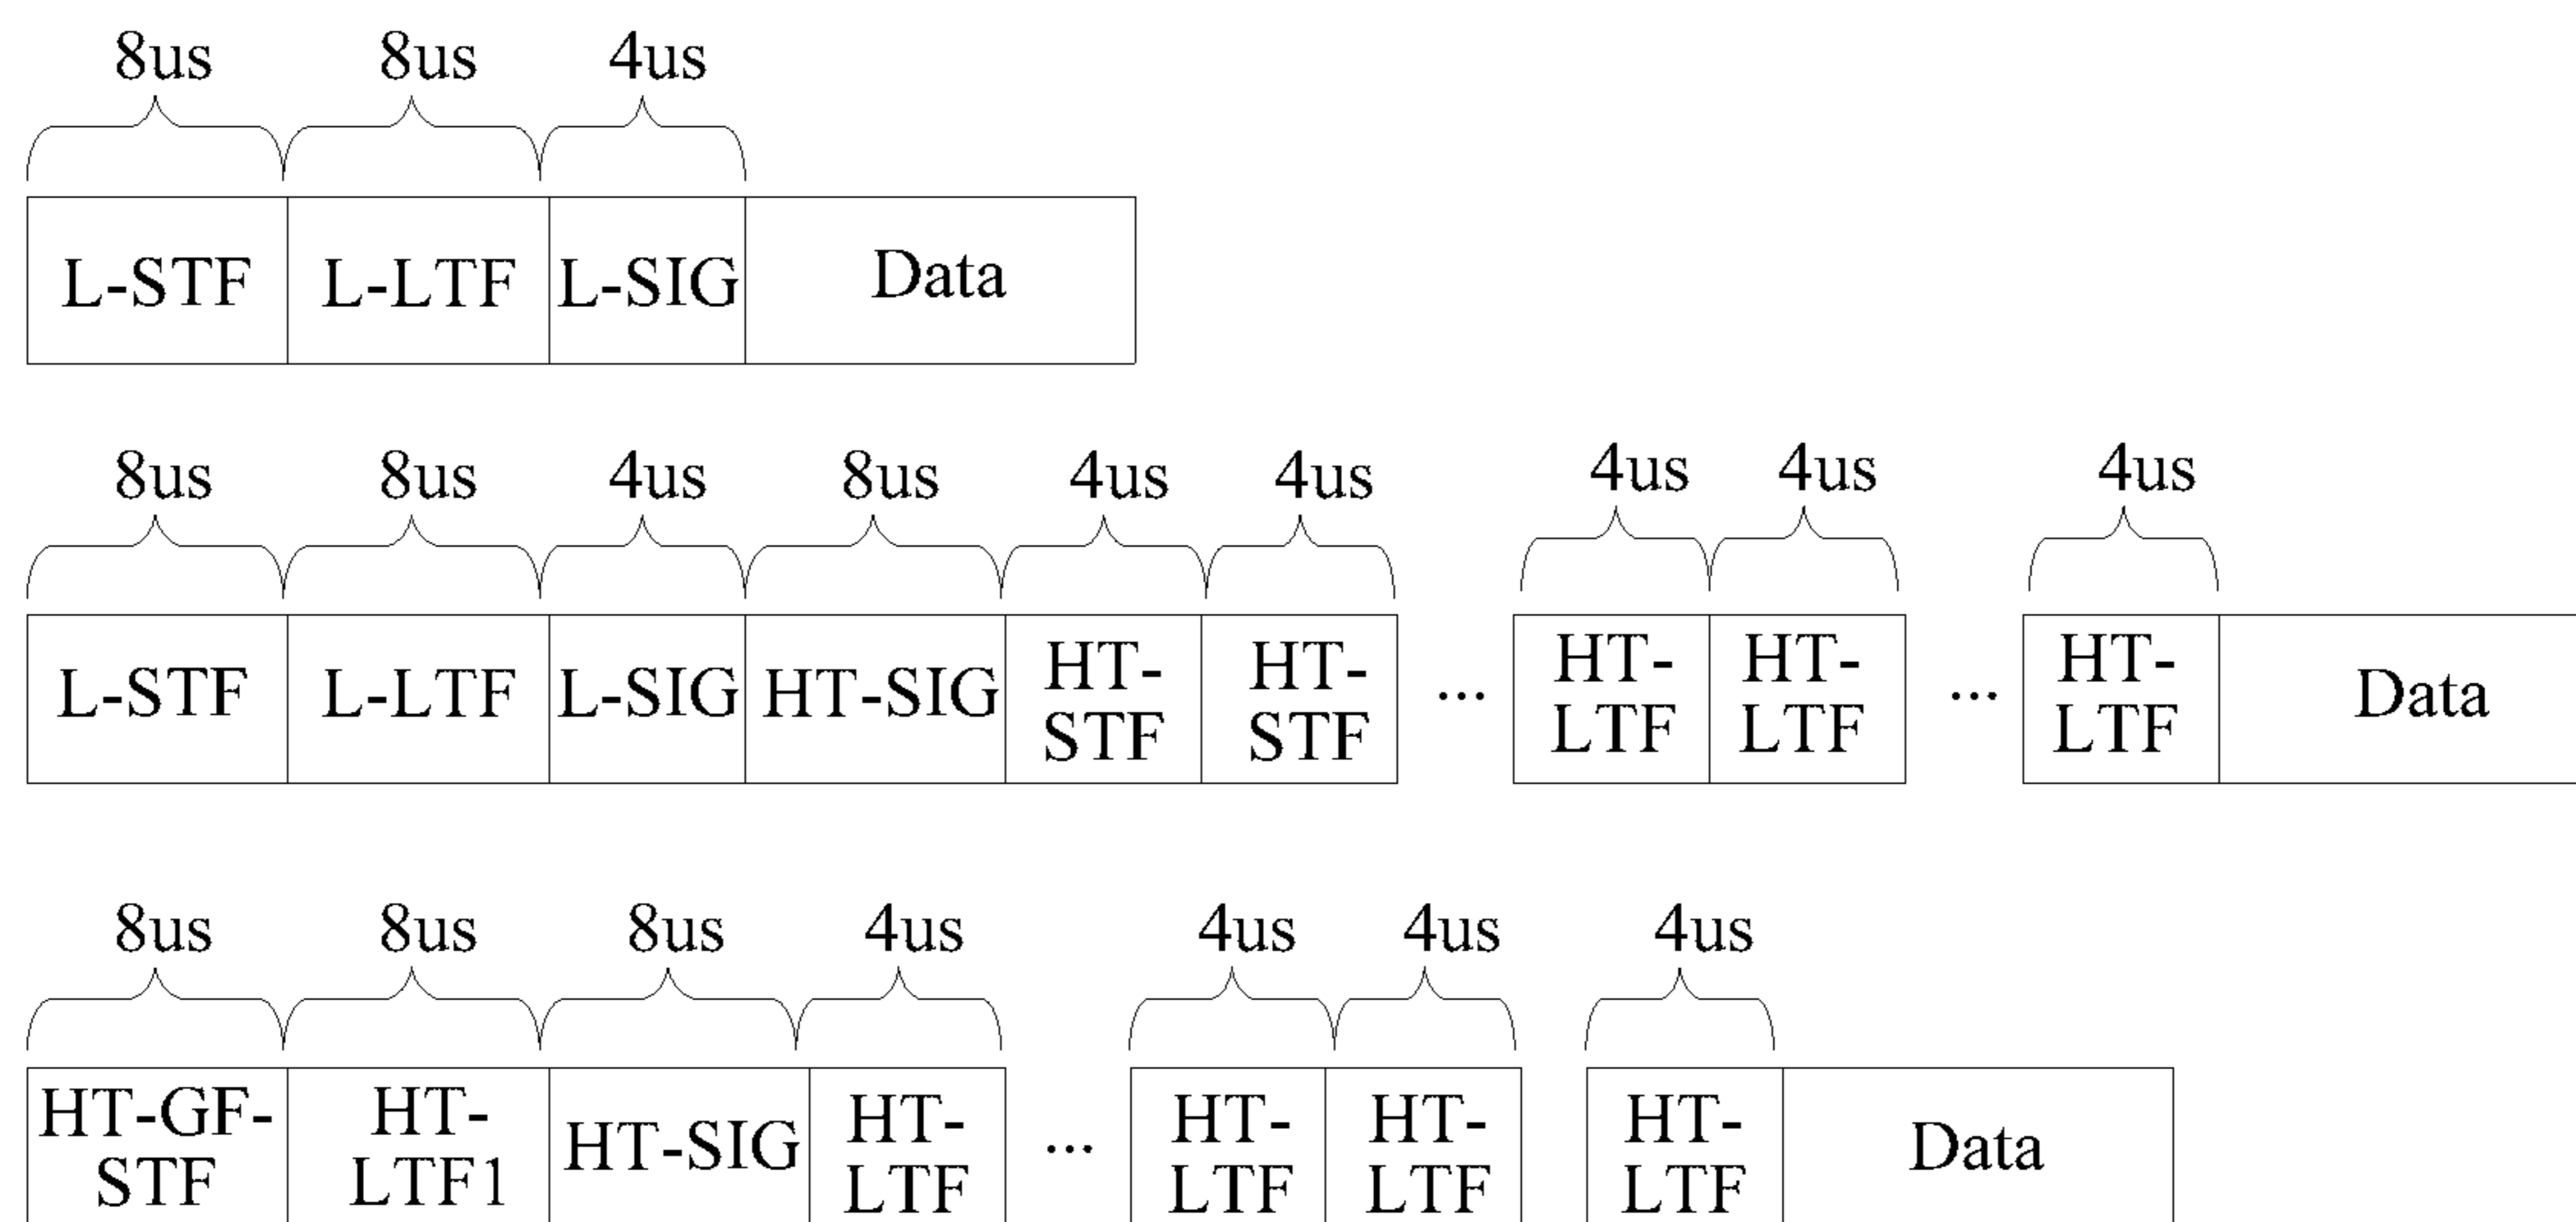 8us 8us 4us
L-STF L-LTF L-SIG Data
8us 8us 4us 8us 4us 4us 4us 4us 4us
L-STF L-LTF L-SIG HT-SIG HT-STF HT-STF ... HT-LTF HT-LTF ... HT-LTF Data
8us 8us 8us 4us 4us 4us 4us
HT-GF-STF HT-LTF1 HT-SIG HT-LTF ... HT-LTF HT-LTF HT-LTF Data